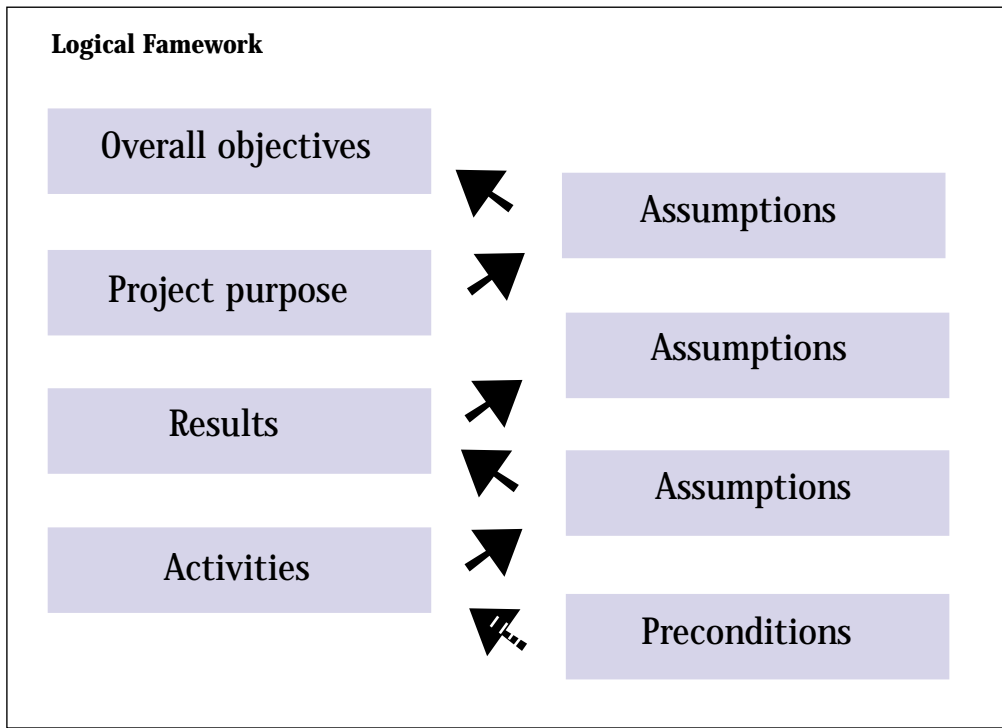 Logical Famework
Overall objectives
Assumptions
Project purpose
Assumptions
Results
Assumptions
Activities
Preconditions